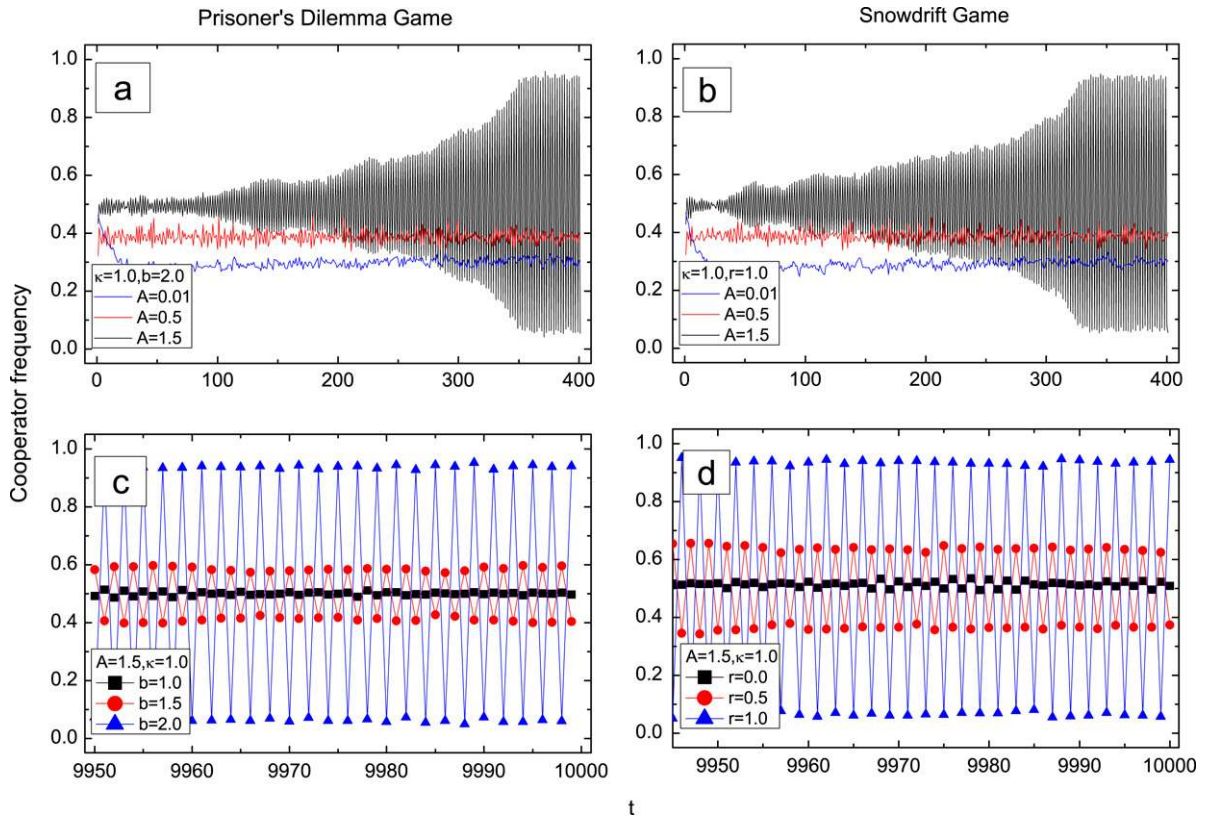 Prisoner's Dilemma Game
Snowdrift Game
Cooperator frequency
1.0
0.8
0.6
0.4
0.2
0.0
a
κ=1.0,b=2.0
A=0.01
A=0.5
A=1.5
0 100 200 300 400
1.0
0.8
0.6
0.4
0.2
0.0
b
κ=1.0,r=1.0
A=0.01
A=0.5
A=1.5
0 100 200 300 400
1.0
0.8
0.6
0.4
0.2
0.0
c
A=1.5,κ=1.0
b=1.0
b=1.5
b=2.0
9950 9960 9970 9980 9990 10000
1.0
0.8
0.6
0.4
0.2
0.0
d
A=1.5,κ=1.0
r=0.0
r=0.5
r=1.0
9950 9960 9970 9980 9990 10000
t